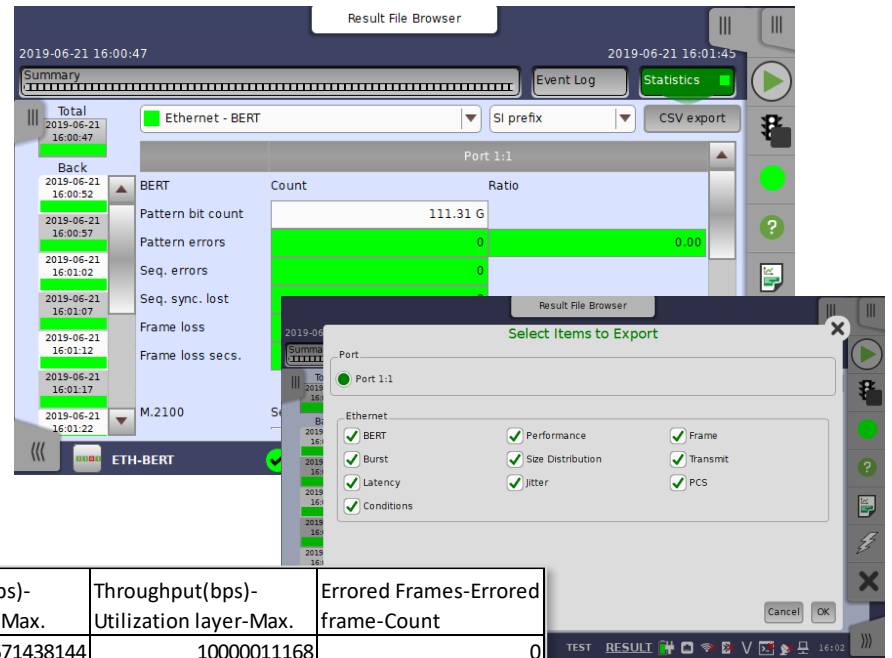 Result File Browser
2019-06-21 16:00:47
2019-06-21 16:01:45
Summary
Event Log
Statistics
Total
2019-06-21
16:00:47
Ethernet - BERT
SI prefix
CSV export
Port 1:1
Back
2019-06-21
16:00:52
BERT Count Ratio
2019-06-21
16:00:57
Pattern bit count 111.31 G
Pattern errors 0 0.00
2019-06-21
16:01:02
Seq. errors 0
2019-06-21
16:01:07
Seq. sync. lost
Frame loss
2019-06-21
16:01:12
Frame loss secs.
2019-06-21
16:01:17
2019-06-21
16:01:22
M.2100
ETH-BERT
Result File Browser
2019-06
Select Items to Export
Port
Port 1:1
Ethernet
BERT Performance Frame
Burst Size Distribution Transmit
Latency Jitter PCS
Conditions
Cancel OK
TEST RESULT 16:02
Throughput(bps)-
Utilization layer-Max.
Errored Frames-Errored
frame-Count
Max.
571438144 10000011168 0